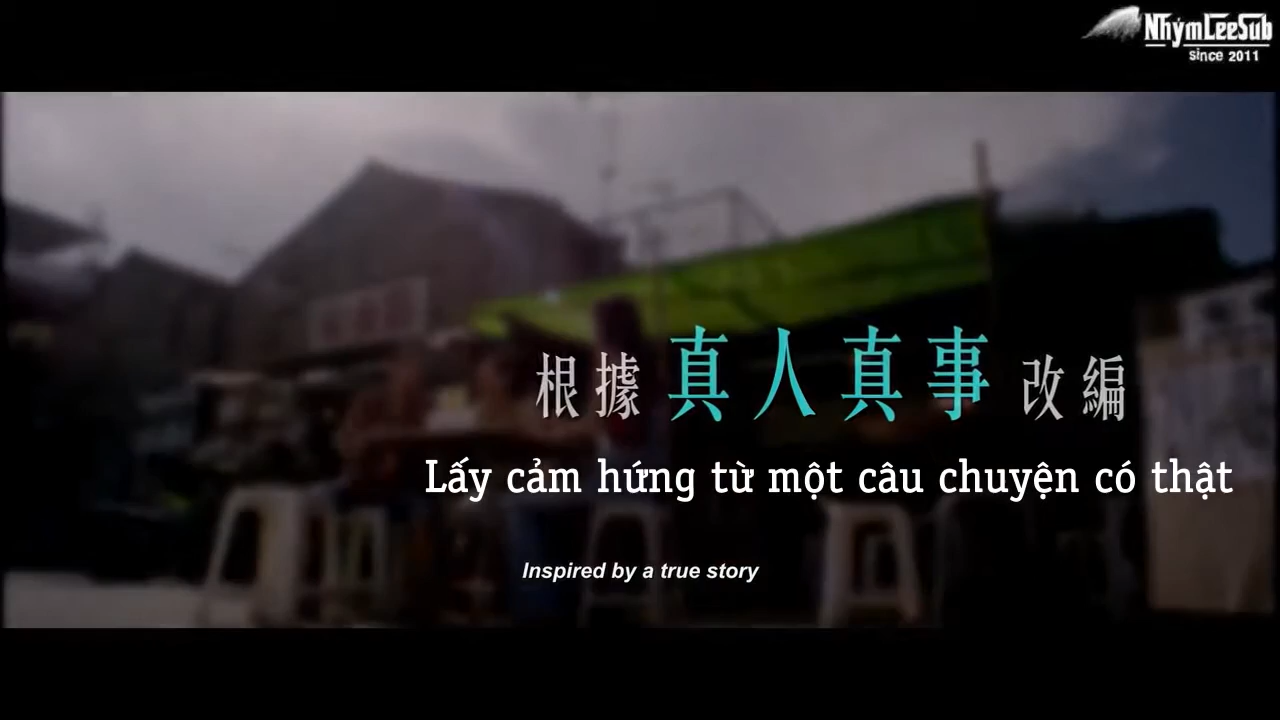 NhýmLeeSub
since 2011
根據真人真事改編
Lấy cảm hứng từ một câu chuyện có thật
Inspired by a true story